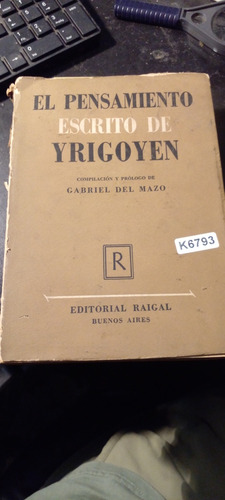 EL PENSAMIENTO
ESCRITO DE
YRIGOYEN
COMPILACIÓN Y PRÓLOGO DE
GABRIEL DEL MAZO
K6793
R
EDITORIAL RAIGAL
BUENOS AIRES